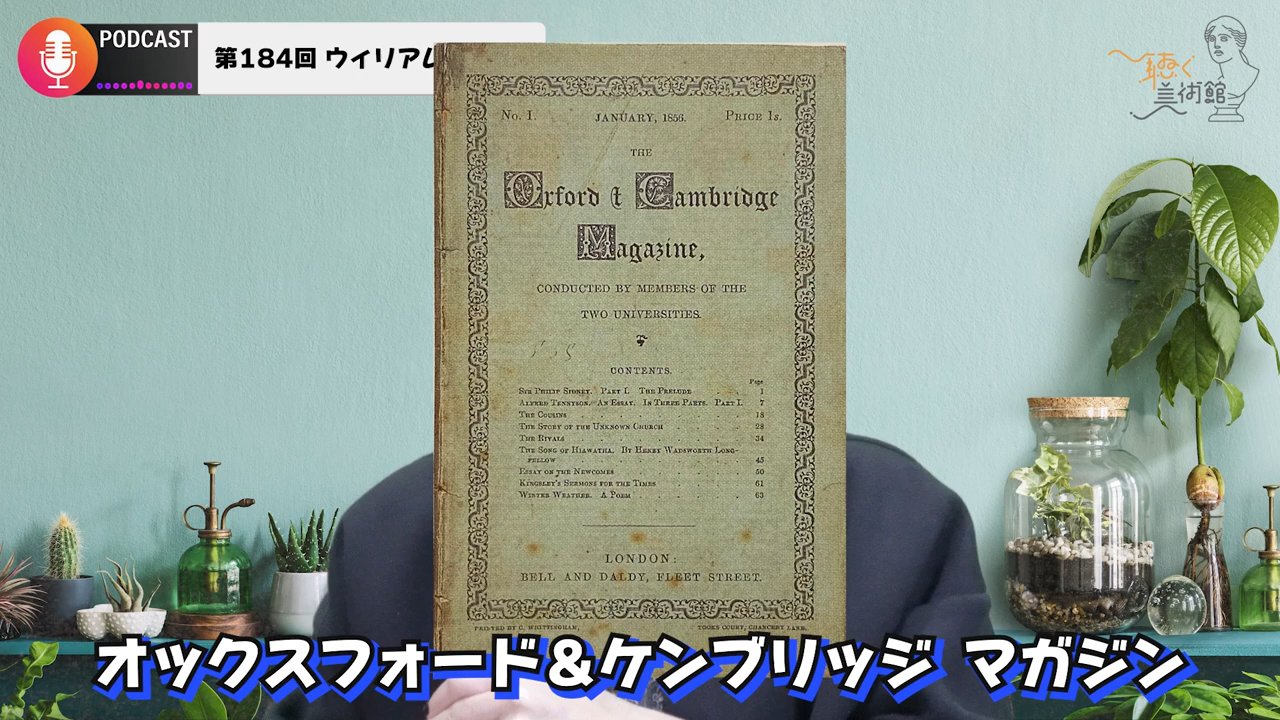 PODCAST
第184回 ウィリアム
聴く
美術館
No. I.
JANUARY, 1856.
PRICE 1s.
THE
Oxford & Cambridge
Magazine,
CONDUCTED BY MEMBERS OF THE
TWO UNIVERSITIES.
CONTENTS.
Page
SIR PHILIP SIDNEY. PART I. THE PRELUDE 1
ALFRED TENNYSON. AN ESSAY. IN THREE PARTS. PART I. 7
THE COUSINS 18
THE STORY OF THE UNKNOWN CHURCH 28
THE RIVALS 34
THE SONG OF HIAWATHA. BY HENRY WADSWORTH LONG-
FELLOW 45
ESSAY ON THE NEWCOMES 50
KINGSLEY'S SERMONS FOR THE TIMES 61
WINTER WEATHER. A POEM 63
LONDON:
BELL AND DALDY, FLEET STREET.
PRINTED BY C. WHITTINGHAM,
TOOKS COURT, CHANCERY LANE.
オックスフォード&ケンブリッジ マガジン